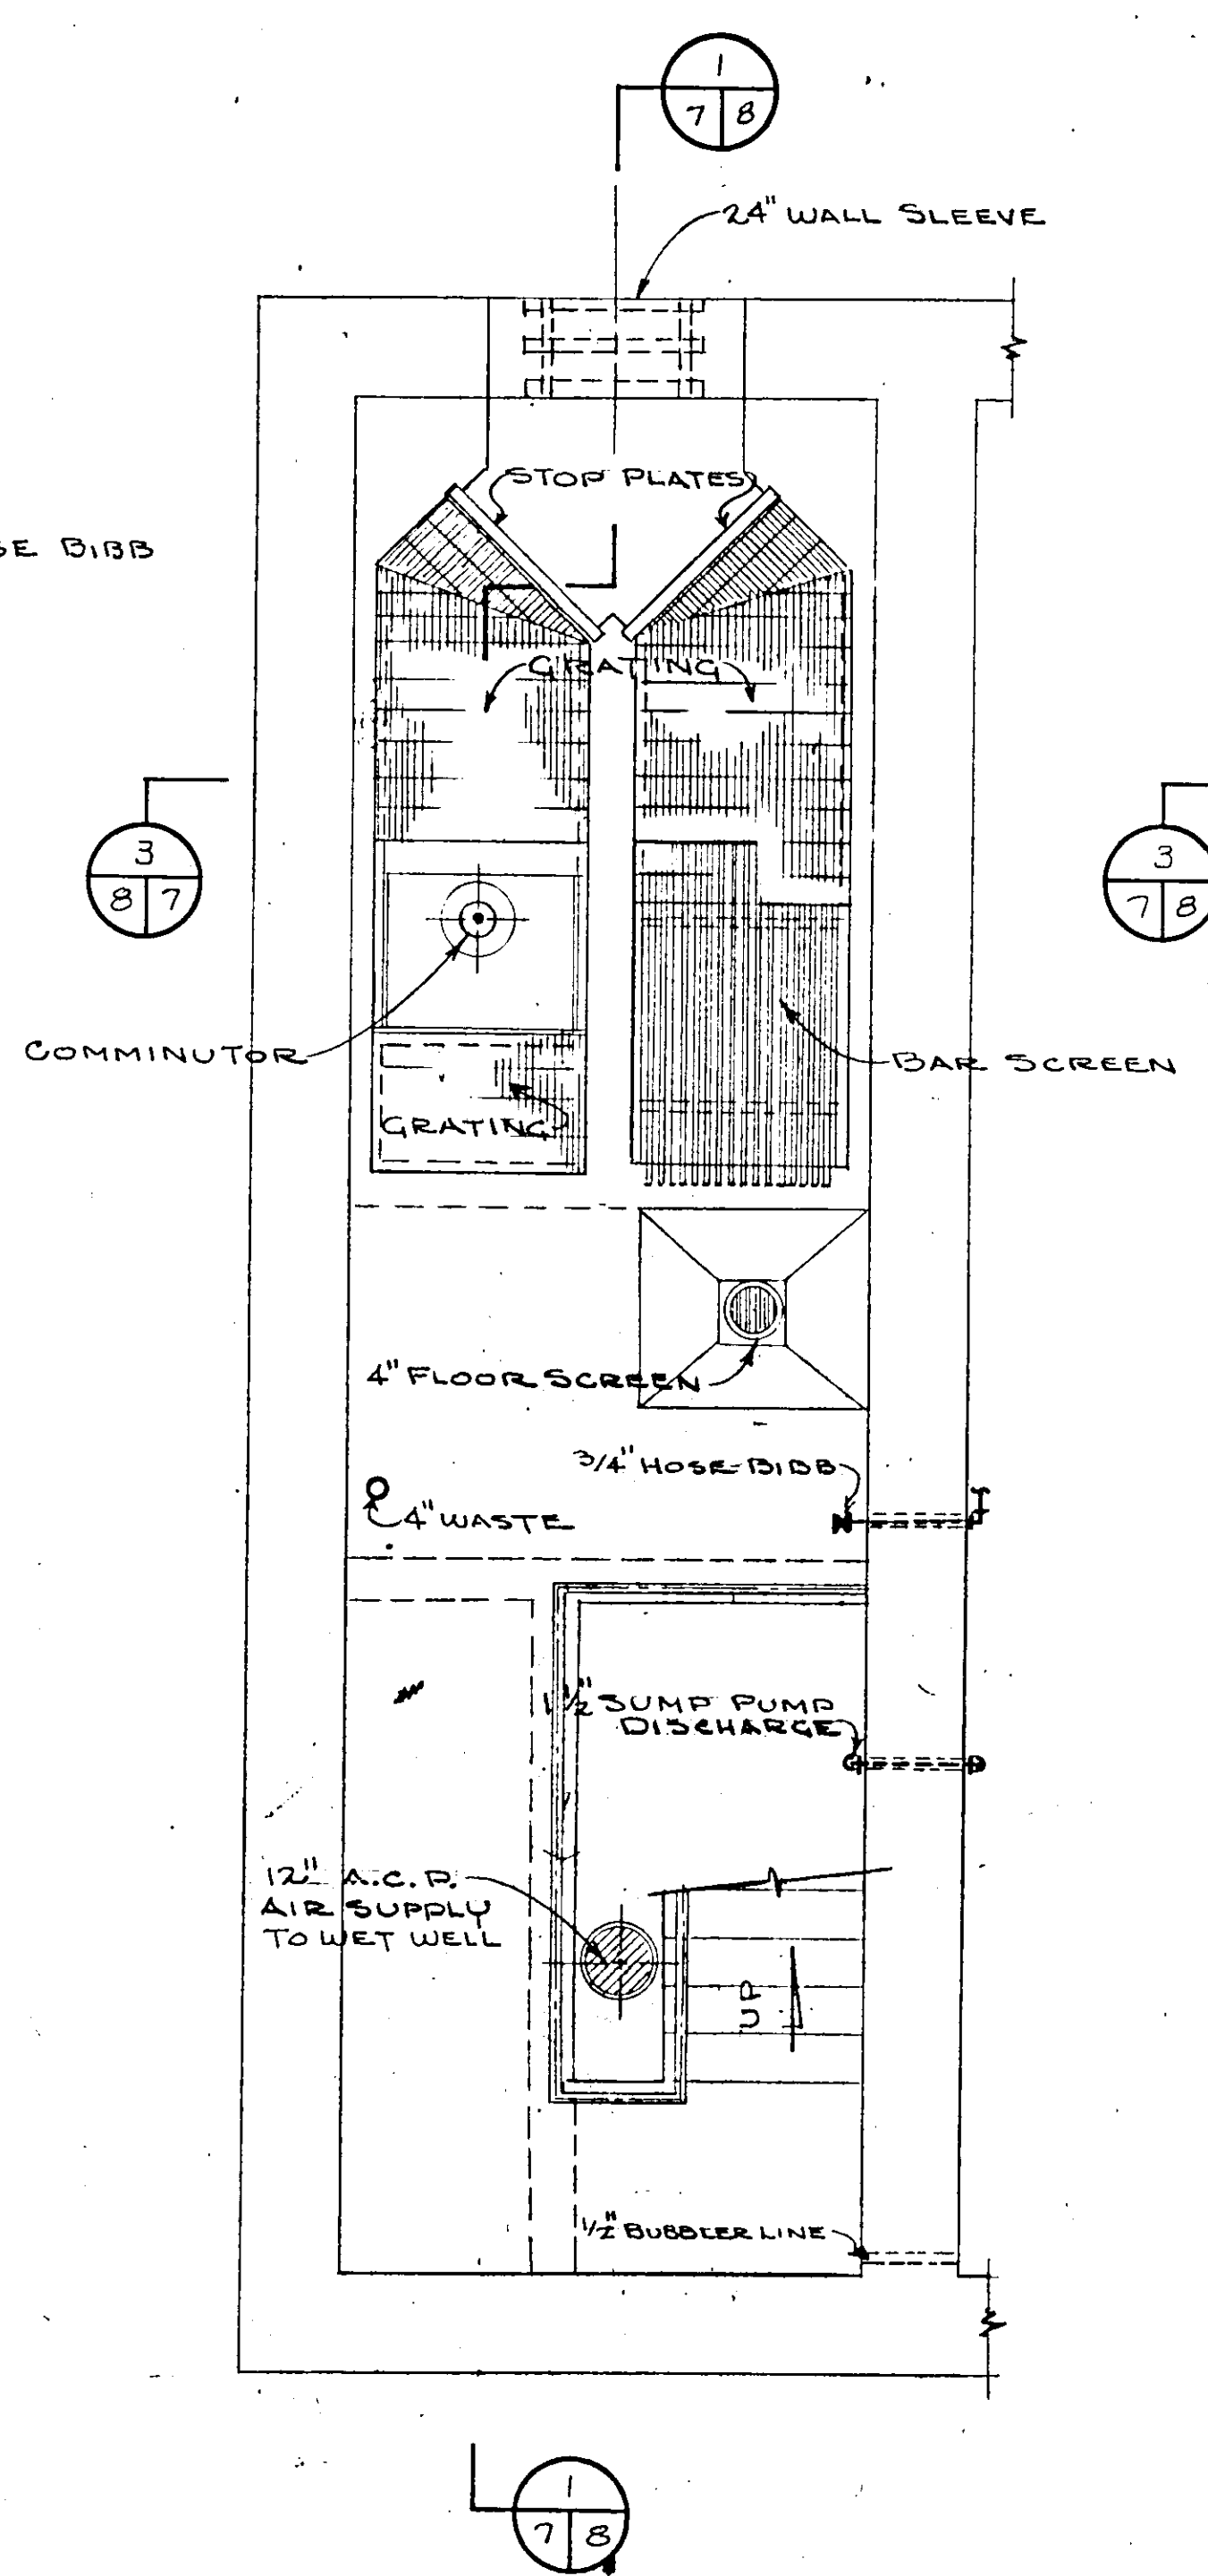 1
7 8
24" WALL SLEEVE
STOP PLATES
SE BIBB
GRATING
3
8 7
3
7 8
COMMINUTOR
BAR SCREEN
GRATING
4" FLOOR SCREEN
3/4" HOSE BIBB
4" WASTE
1 1/2" SUMP PUMP
DISCHARGE
12" A.C.P.
AIR SUPPLY
TO WET WELL
UP
1/2" BUBBLER LINE
1
7 8